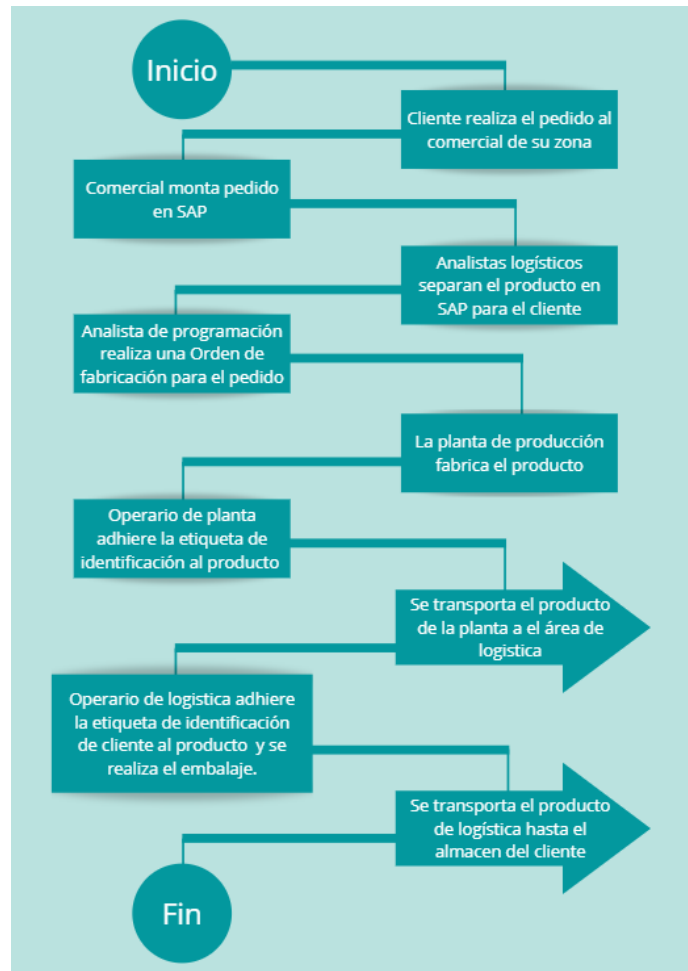 Inicio
Cliente realiza el pedido al
comercial de su zona
Comercial monta pedido
en SAP
Analistas logísticos
separan el producto en
SAP para el cliente
Analista de programación
realiza una Orden de
fabricación para el pedido
La planta de producción
fabrica el producto
Operario de planta
adhiere la etiqueta de
identificación al producto
Se transporta el producto
de la planta a el área de
logistica
Operario de logistica adhiere
la etiqueta de identificación
de cliente al producto y se
realiza el embalaje.
Se transporta el producto
de logística hasta el
almacen del cliente
Fin